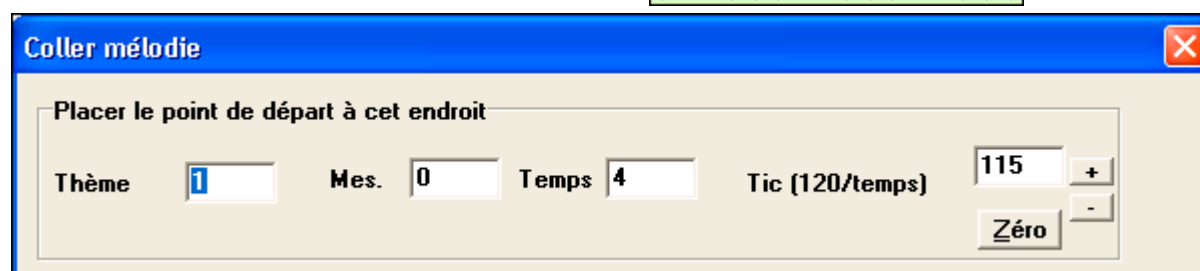 Coller mélodie
Placer le point de départ à cet endroit
Thème 1 Mes. 0 Temps 4 Tic (120/temps) 115 +
-
Zéro